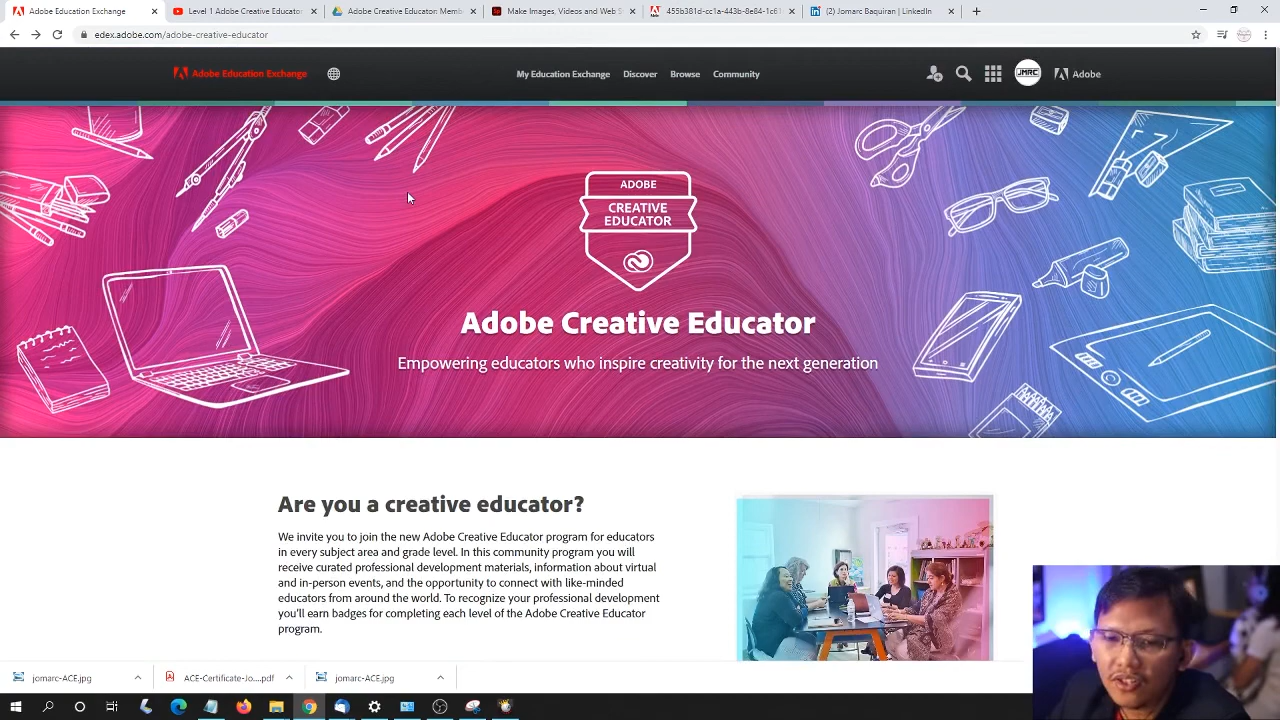 Adobe Education Exchange
Level 1 Adobe Creative Educator
Adobe Creative Educator: Memb
Make Images, Videos and Web S
455b381d-cc1a-443b-8e84-1c61
(2) Jomarc Baquiran | LinkedIn
edex.adobe.com/adobe-creative-educator
Adobe Education Exchange
My Education Exchange
Discover
Browse
Community
JMRC
Adobe
ADOBE
CREATIVE
EDUCATOR
Adobe Creative Educator
Empowering educators who inspire creativity for the next generation
Are you a creative educator?
We invite you to join the new Adobe Creative Educator program for educators
in every subject area and grade level. In this community program you will
receive curated professional development materials, information about virtual
and in-person events, and the opportunity to connect with like-minded
educators from around the world. To recognize your professional development
you'll earn badges for completing each level of the Adobe Creative Educator
program.
jomarc-ACE.jpg
ACE-Certificate-Jo....pdf
jomarc-ACE.jpg